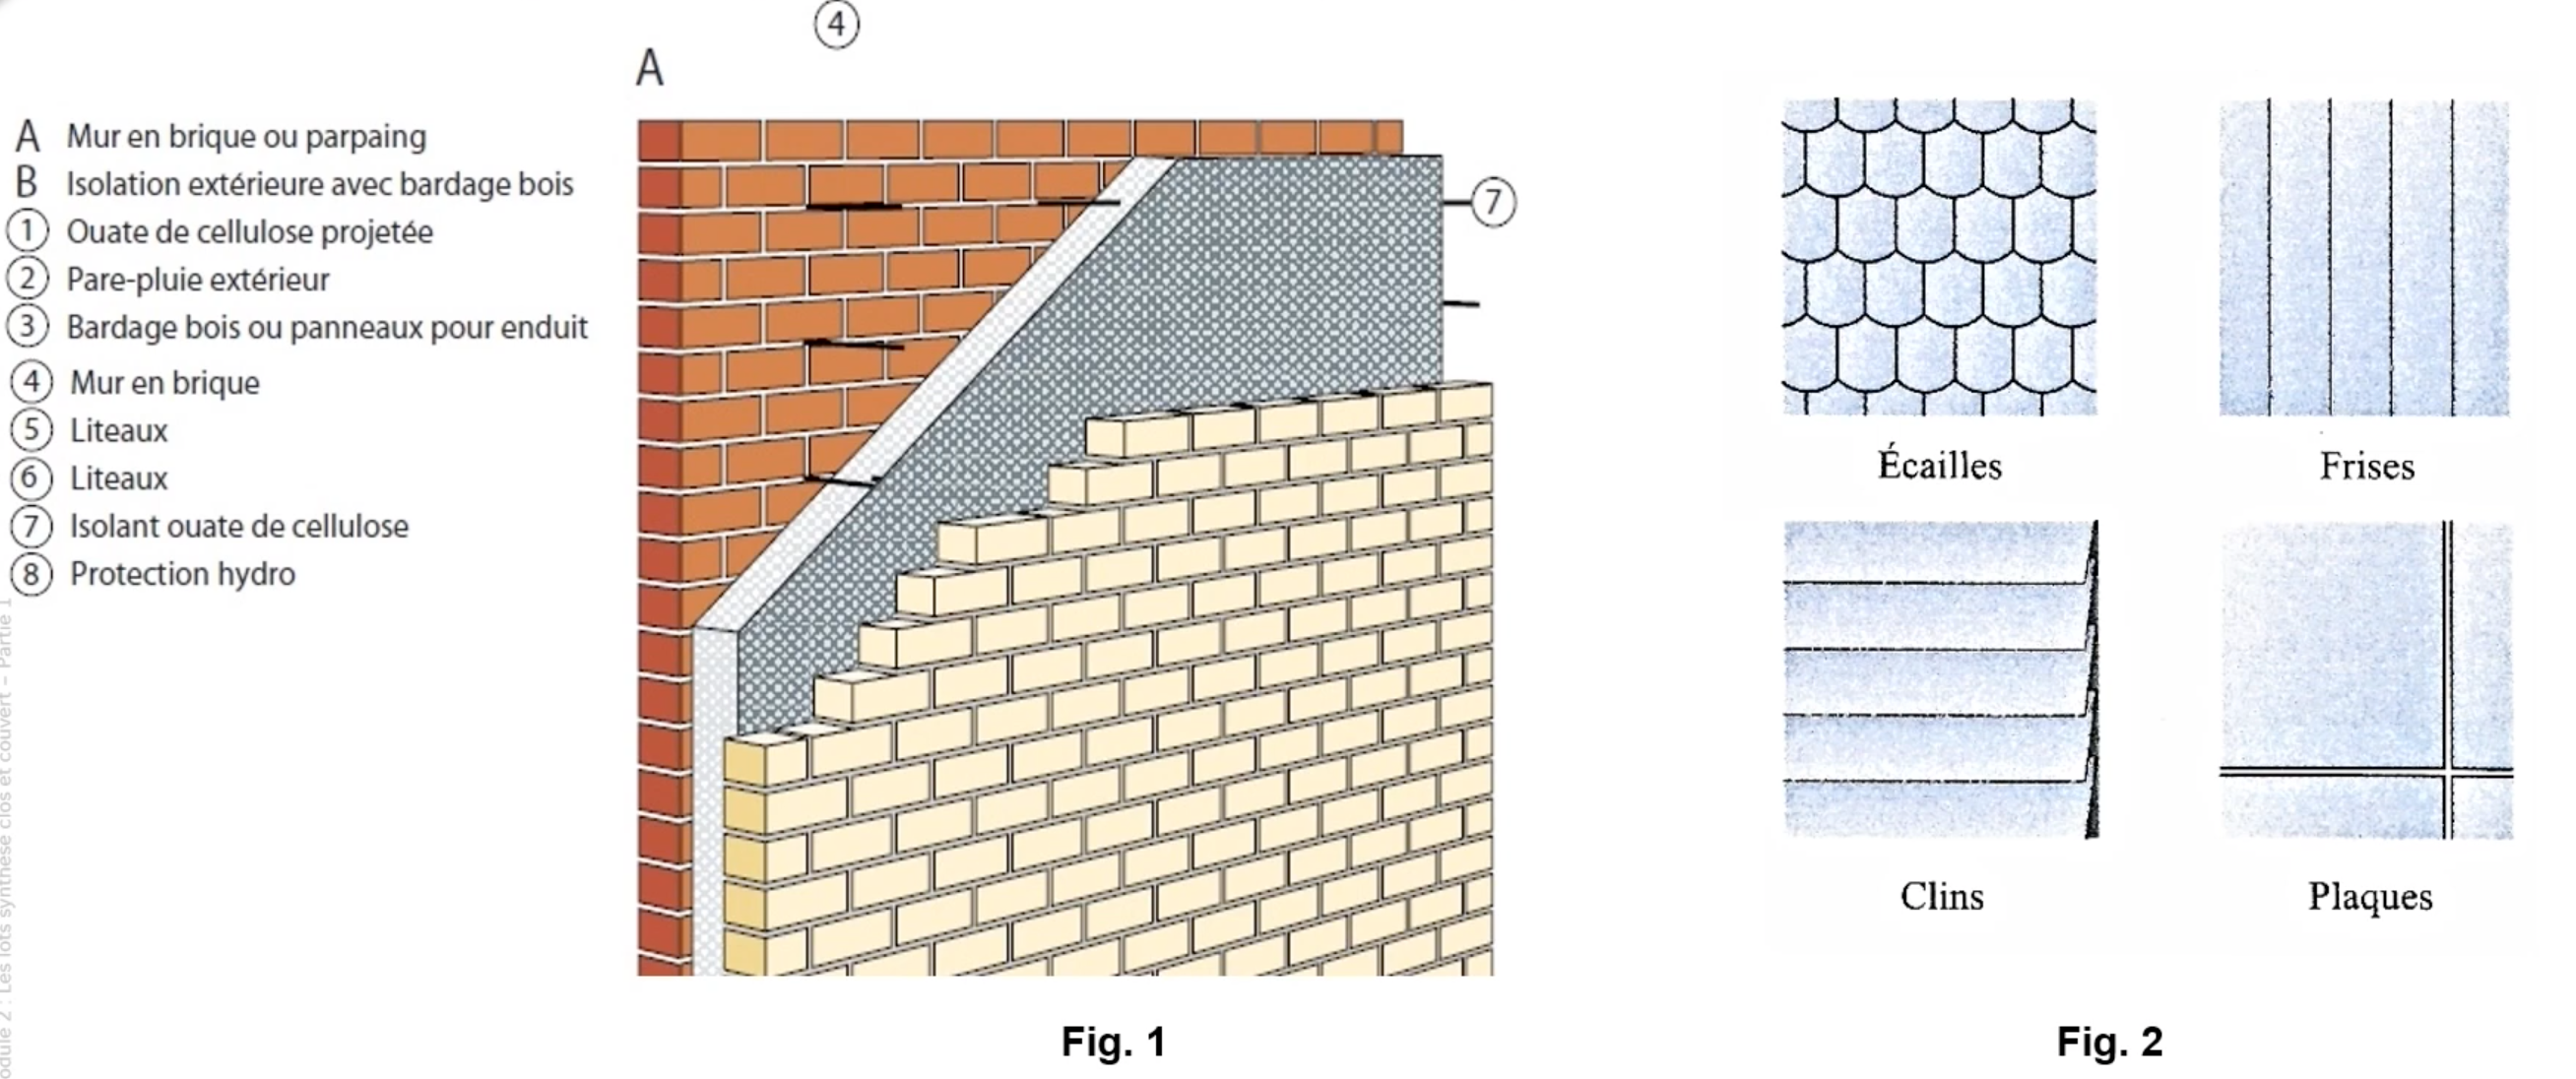 4
A
A Mur en brique ou parpaing
B Isolation extérieure avec bardage bois
1 Ouate de cellulose projetée
2 Pare-pluie extérieur
3 Bardage bois ou panneaux pour enduit
4 Mur en brique
5 Liteaux
6 Liteaux
7 Isolant ouate de cellulose
8 Protection hydro
7
Fig. 1
Écailles
Frises
Clins
Plaques
Fig. 2
odule 2 : Les lots synthèse clos et couvert – Partie 1